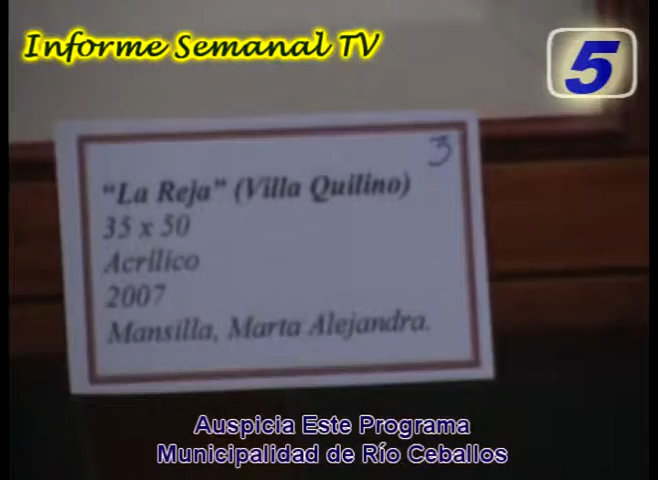 Informe Semanal TV
5
3
“La Reja” (Villa Quilino)
35 x 50
Acrílico
2007
Mansilla, Marta Alejandra.
Auspicia Este Programa
Municipalidad de Río Ceballos